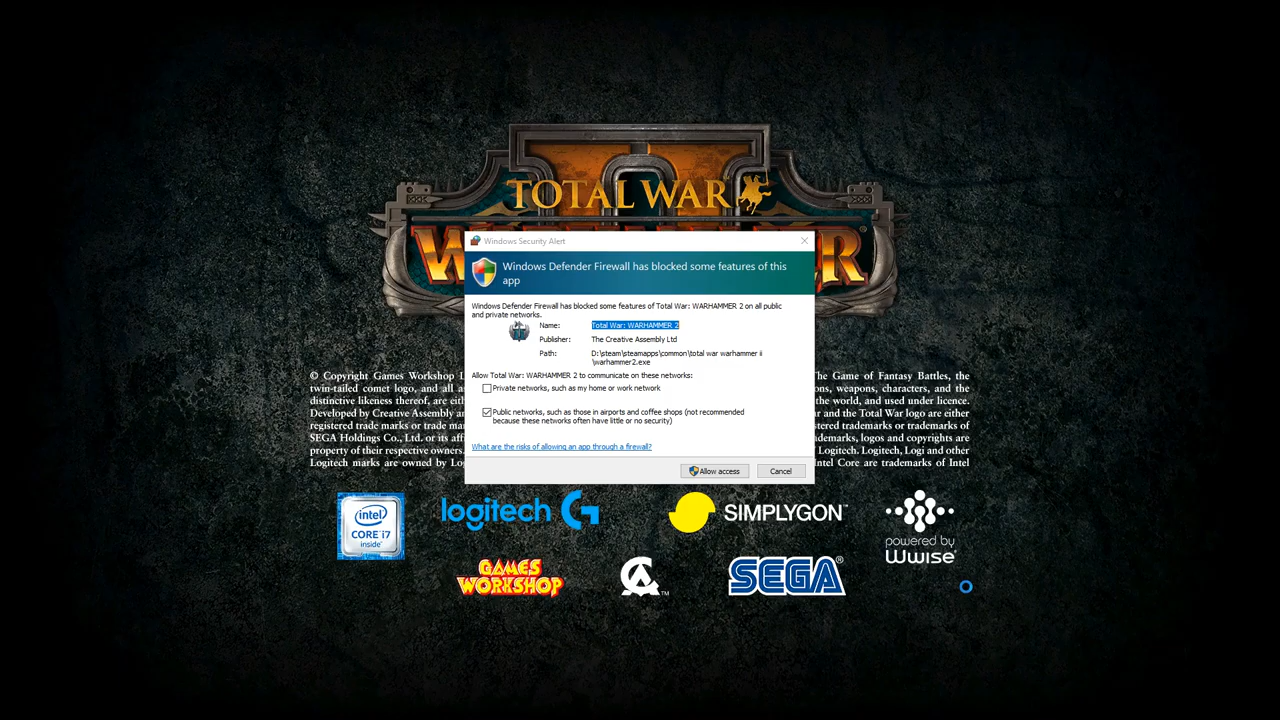 TOTAL WAR
Windows Security Alert
Windows Defender Firewall has blocked some features of this
app
Windows Defender Firewall has blocked some features of Total War: WARHAMMER 2 on all public
and private networks.
Name: Total War: WARHAMMER 2
Publisher: The Creative Assembly Ltd
Path: D:\steam\steamapps\common\total war warhammer ii
\warhammer2.exe
Allow Total War: WARHAMMER 2 to communicate on these networks:
Private networks, such as my home or work network
Public networks, such as those in airports and coffee shops (not recommended
because these networks often have little or no security)
What are the risks of allowing an app through a firewall?
Allow access
Cancel
© Copyright Games Workshop
The Game of Fantasy Battles, the
twin-tailed comet logo, and all
weapons, characters, and the
distinctive likeness thereof, are
the world, and used under licence.
Developed by Creative Assembly
and the Total War logo are either
registered trade marks or trade
trademarks or trademarks of
SEGA Holdings Co., Ltd. or its
logos and copyrights are
property of their respective owners.
Logitech. Logitech, Logi and other
Logitech marks are owned by
Intel Core are trademarks of Intel
intel
CORE i7
inside
logitech G
SIMPLYGON™
powered by
Wwise®
GAMES
WORKSHOP
CA™
SEGA®